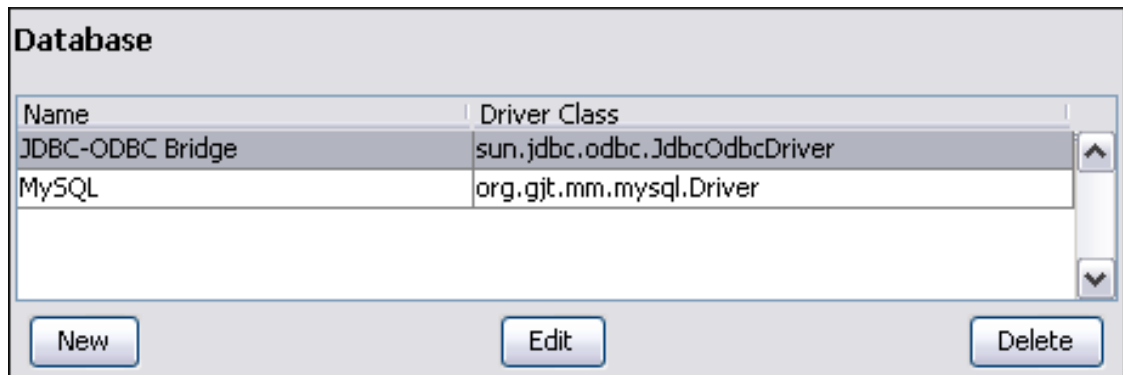 Database
Name Driver Class
JDBC-ODBC Bridge sun.jdbc.odbc.JdbcOdbcDriver
MySQL org.gjt.mm.mysql.Driver
New Edit Delete